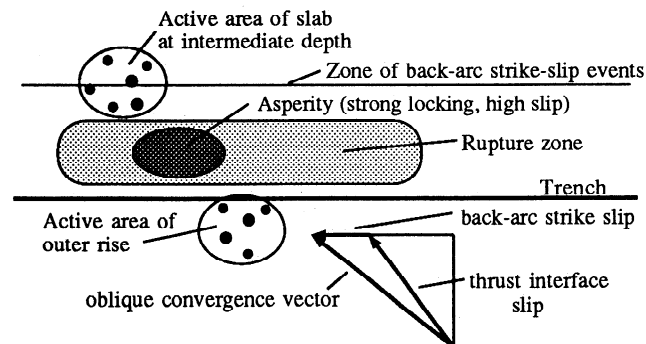 Active area of slab
at intermediate depth
Zone of back-arc strike-slip events
Asperity (strong locking, high slip)
Rupture zone
Trench
Active area of
outer rise
back-arc strike slip
oblique convergence vector
thrust interface
slip